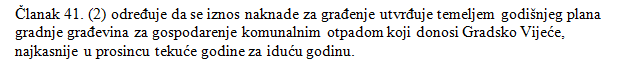 Članak 41. (2) određuje da se iznos naknade za građenje utvrđuje temeljem godišnjeg plana
gradnje građevina za gospodarenje komunalnim otpadom koji donosi Gradsko Vijeće,
najkasnije u prosincu tekuće godine za iduću godinu.